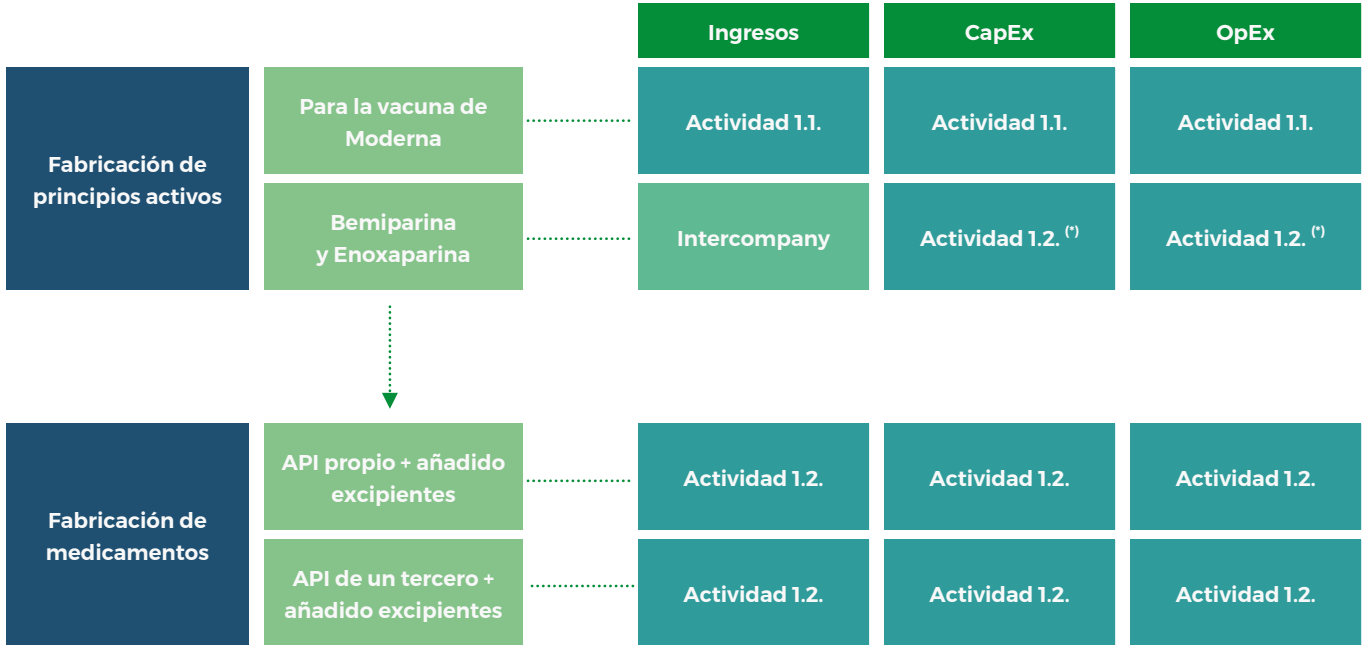 Ingresos
CapEx
OpEx
Fabricación de
principios activos
Para la vacuna de
Moderna
Actividad 1.1.
Actividad 1.1.
Actividad 1.1.
Bemiparina
y Enoxaparina
Intercompany
Actividad 1.2. (*)
Actividad 1.2. (*)
Fabricación de
medicamentos
API propio + añadido
excipientes
Actividad 1.2.
Actividad 1.2.
Actividad 1.2.
API de un tercero +
añadido excipientes
Actividad 1.2.
Actividad 1.2.
Actividad 1.2.